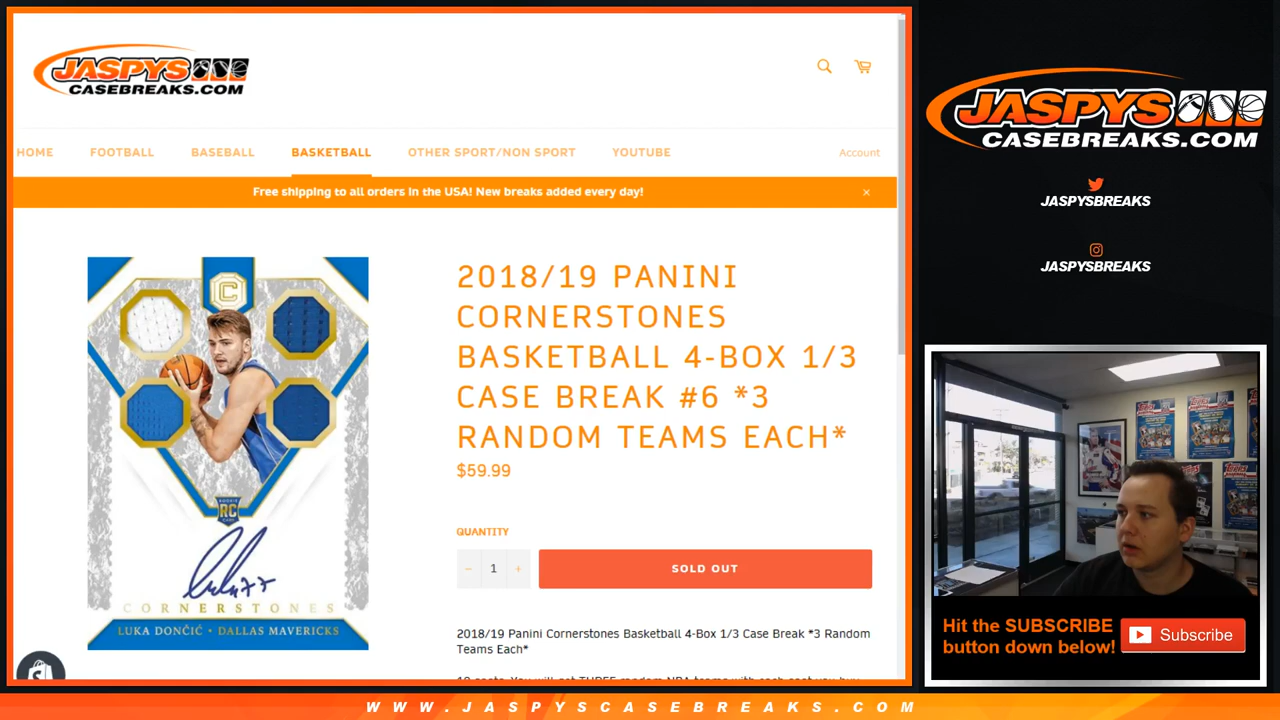 JASPYS
CASEBREAKS.COM
HOME FOOTBALL BASEBALL BASKETBALL OTHER SPORT/NON SPORT YOUTUBE Account
Free shipping to all orders in the USA! New breaks added every day! ×
C
RC
CORNERSTONES
LUKA DONČIĆ • DALLAS MAVERICKS
2018/19 PANINI
CORNERSTONES
BASKETBALL 4-BOX 1/3
CASE BREAK #6 *3
RANDOM TEAMS EACH*
$59.99
QUANTITY
− 1 + SOLD OUT
2018/19 Panini Cornerstones Basketball 4-Box 1/3 Case Break *3 Random
Teams Each*
JASPYS
CASEBREAKS.COM
JASPYSBREAKS
JASPYSBREAKS
Topps
Topps
Topps
Hit the SUBSCRIBE
button down below!
Subscribe
WWW.JASPYSCASEBREAKS.COM